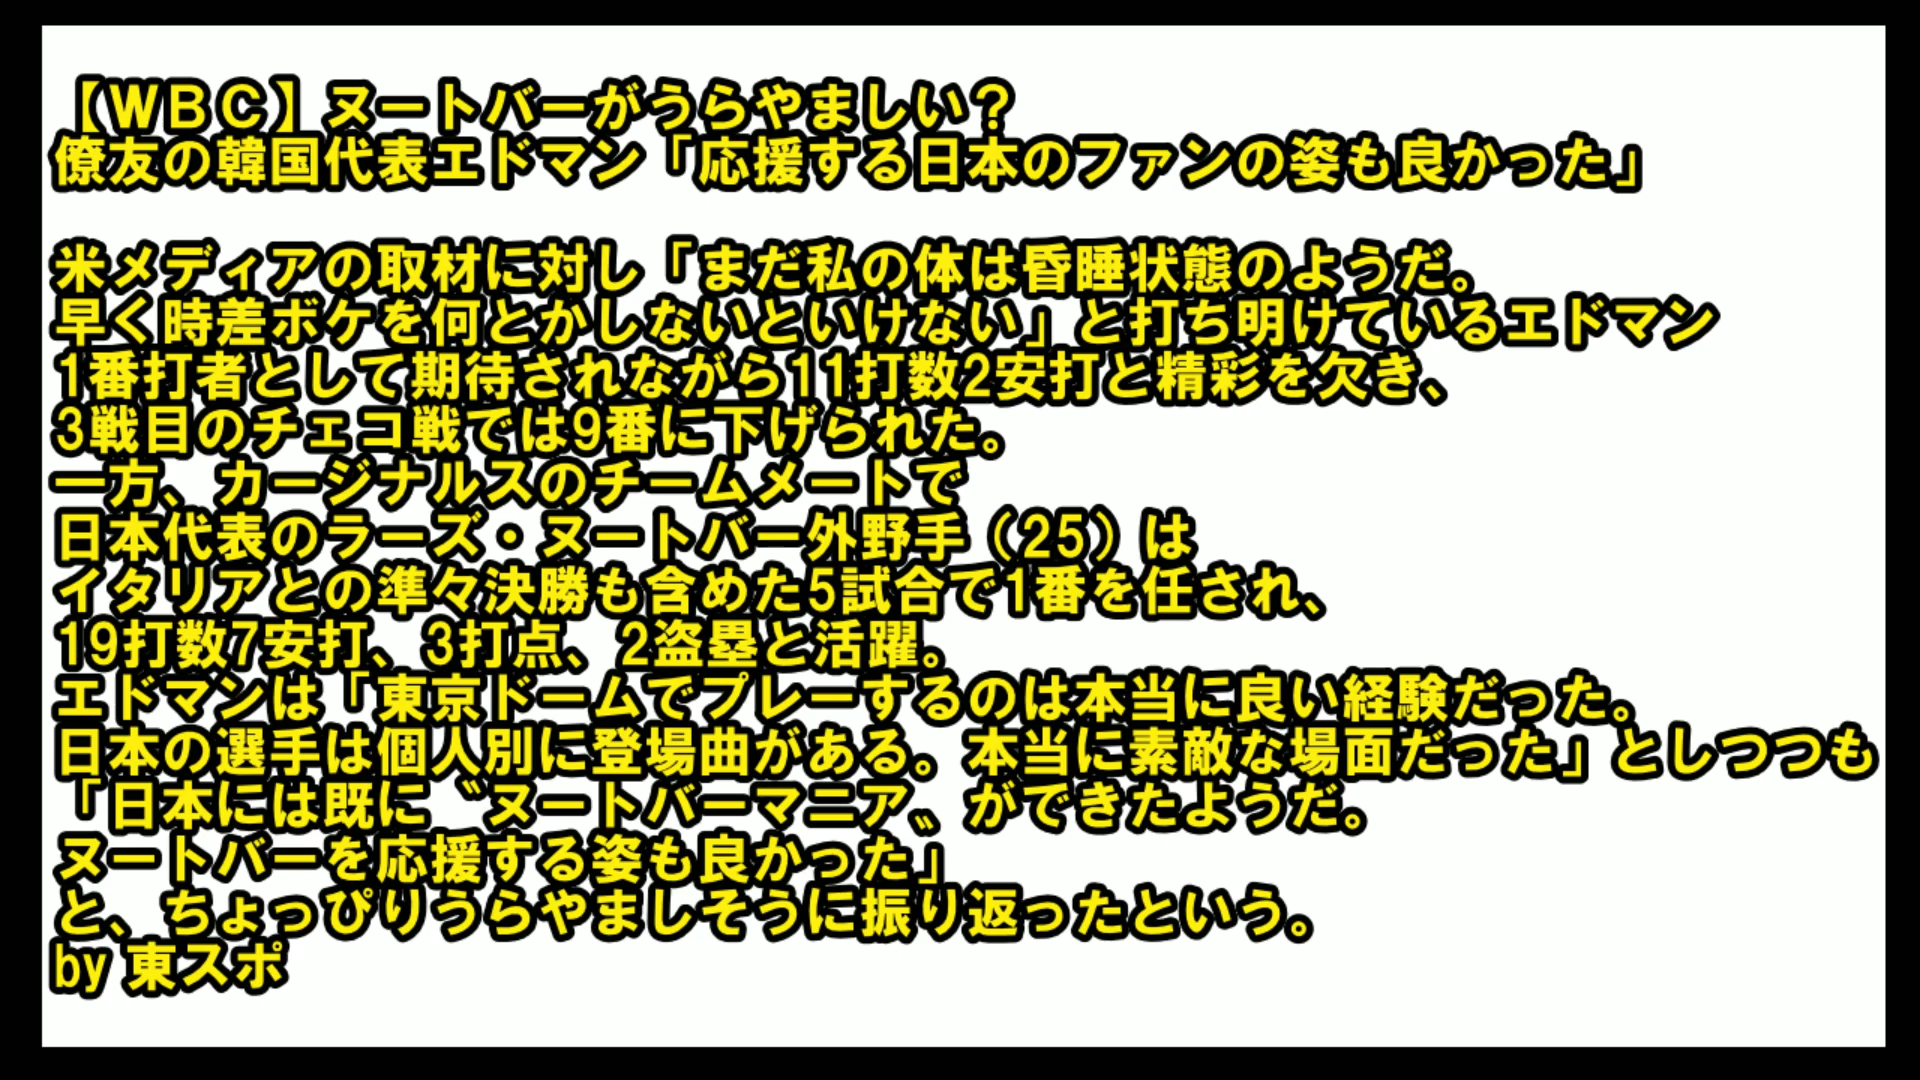 【ＷＢＣ】ヌートバーがうらやましい？
僚友の韓国代表エドマン「応援する日本のファンの姿も良かった」
米メディアの取材に対し「まだ私の体は昏睡状態のようだ。
早く時差ボケを何とかしないといけない」と打ち明けているエドマン
1番打者として期待されながら11打数2安打と精彩を欠き、
3戦目のチェコ戦では9番に下げられた。
一方、カージナルスのチームメートで
日本代表のラーズ・ヌートバー外野手（25）は
イタリアとの準々決勝も含めた5試合で1番を任され、
19打数7安打、3打点、2盗塁と活躍。
エドマンは「東京ドームでプレーするのは本当に良い経験だった。
日本の選手は個人別に登場曲がある。本当に素敵な場面だった」としつつも
「日本には既に〝ヌートバーマニア〟ができたようだ。
ヌートバーを応援する姿も良かった」
と、ちょっぴりうらやましそうに振り返ったという。
by 東スポ